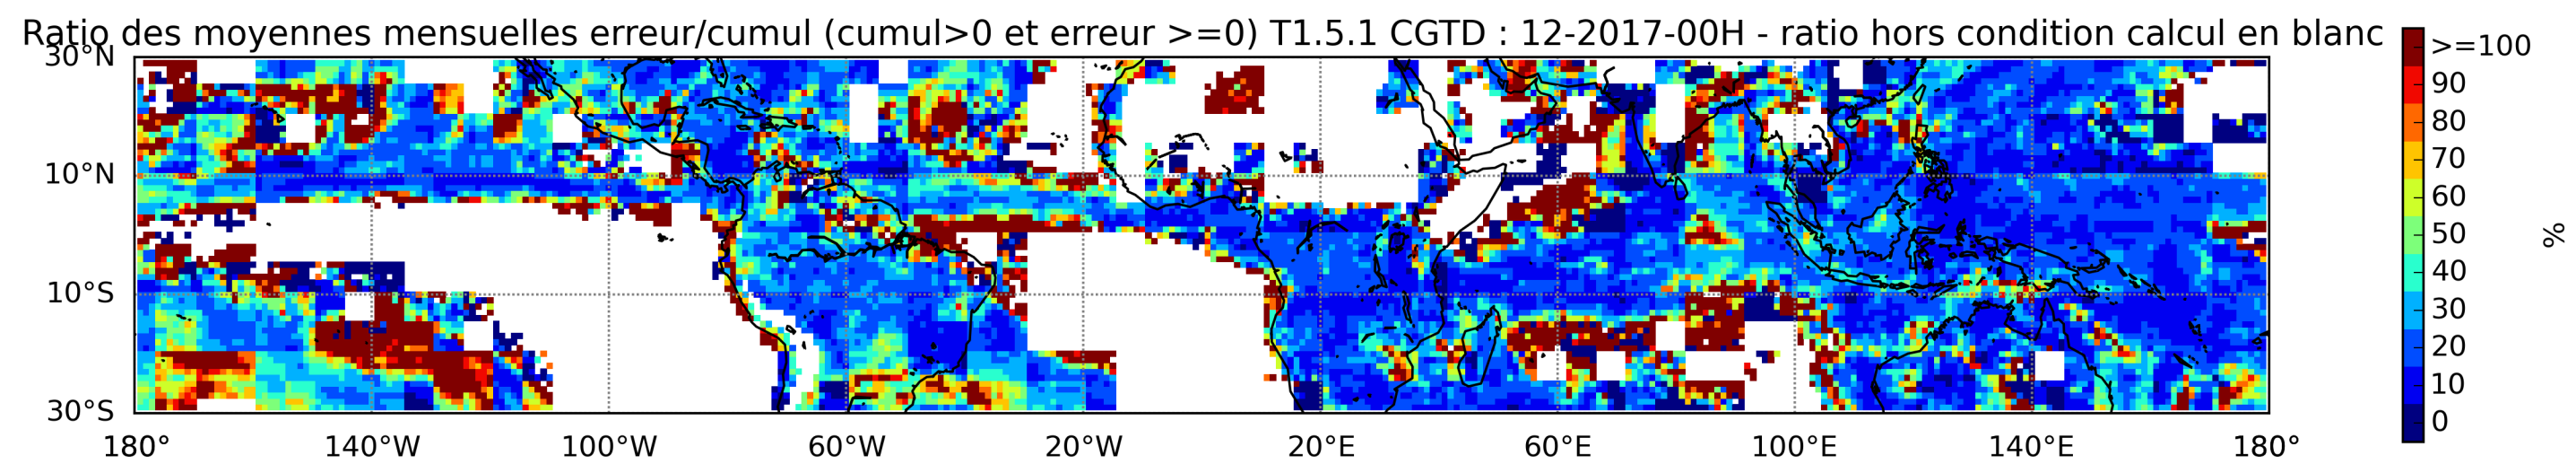 Ratio des moyennes mensuelles erreur/cumul (cumul>0 et erreur >=0) T1.5.1 CGTD : 12-2017-00H - ratio hors condition calcul en blanc
30°N
10°N
10°S
30°S
180° 140°W 100°W 60°W 20°W 20°E 60°E 100°E 140°E 180°
>=100
90
80
70
60
50
40
30
20
10
0
%